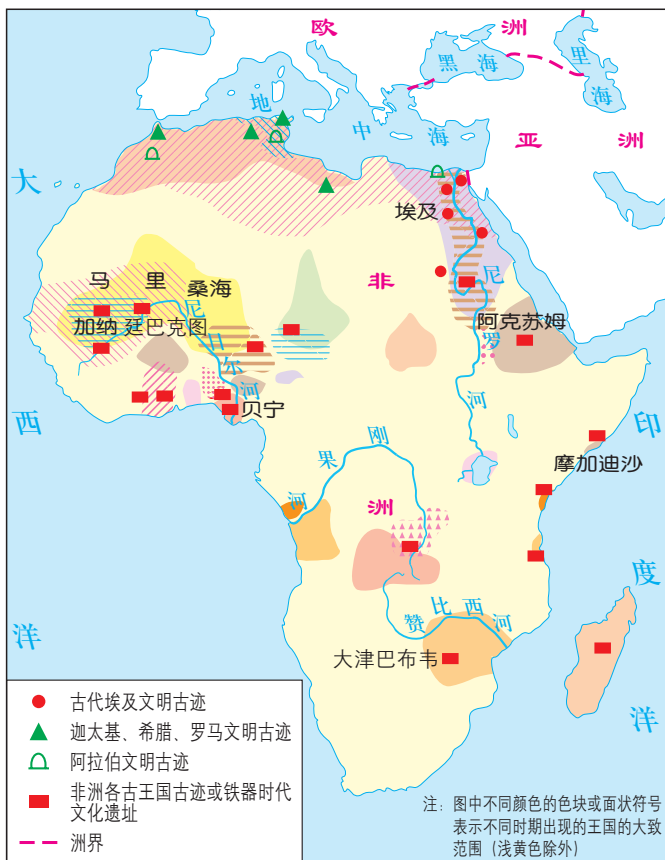 欧 洲
黑 海
里
海
地 中 海
亚 洲
大
西
洋
埃及
尼
罗
河
非
洲
马 里
桑海
加纳
廷巴克图
尼
日
尔
河
贝宁
阿克苏姆
摩加迪沙
印
度
洋
刚
果
河
赞 比 西 河
大津巴布韦
古代埃及文明古迹
迦太基、希腊、罗马文明古迹
阿拉伯文明古迹
非洲各古王国古迹或铁器时代
文化遗址
洲界
注：图中不同颜色的色块或面状符号
表示不同时期出现的王国的大致
范围（浅黄色除外）